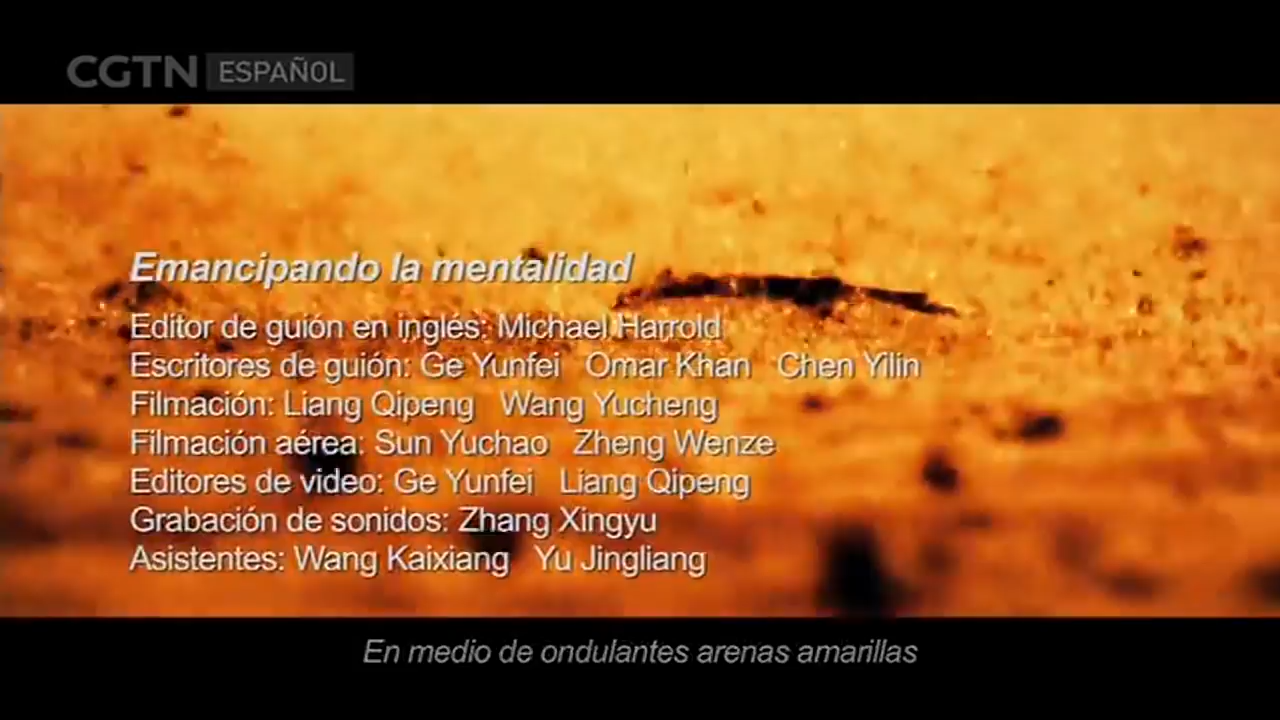 CGTN ESPAÑOL
Emancipando la mentalidad
Editor de guión en inglés: Michael Harrold
Escritores de guión: Ge Yunfei Omar Khan Chen Yilin
Filmación: Liang Qipeng Wang Yucheng
Filmación aérea: Sun Yuchao Zheng Wenze
Editores de video: Ge Yunfei Liang Qipeng
Grabación de sonidos: Zhang Xingyu
Asistentes: Wang Kaixiang Yu Jingliang
En medio de ondulantes arenas amarillas